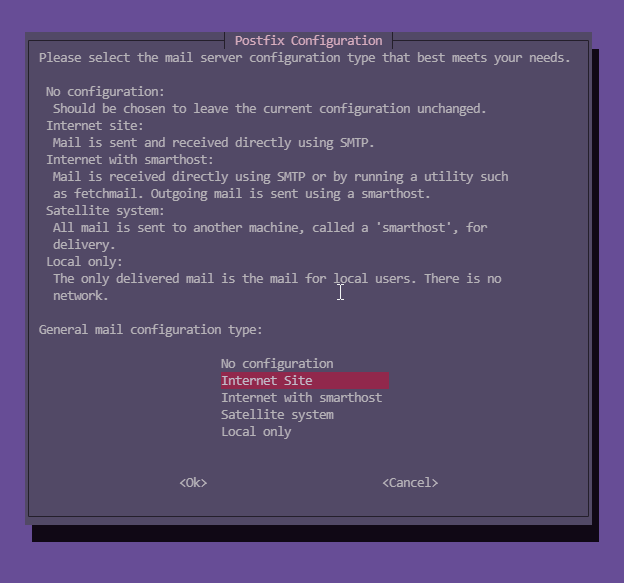 Postfix Configuration
Please select the mail server configuration type that best meets your needs.
No configuration:
Should be chosen to leave the current configuration unchanged.
Internet site:
Mail is sent and received directly using SMTP.
Internet with smarthost:
Mail is received directly using SMTP or by running a utility such
as fetchmail. Outgoing mail is sent using a smarthost.
Satellite system:
All mail is sent to another machine, called a 'smarthost', for
delivery.
Local only:
The only delivered mail is the mail for local users. There is no
network.
General mail configuration type:
No configuration
Internet Site
Internet with smarthost
Satellite system
Local only
<Ok> <Cancel>